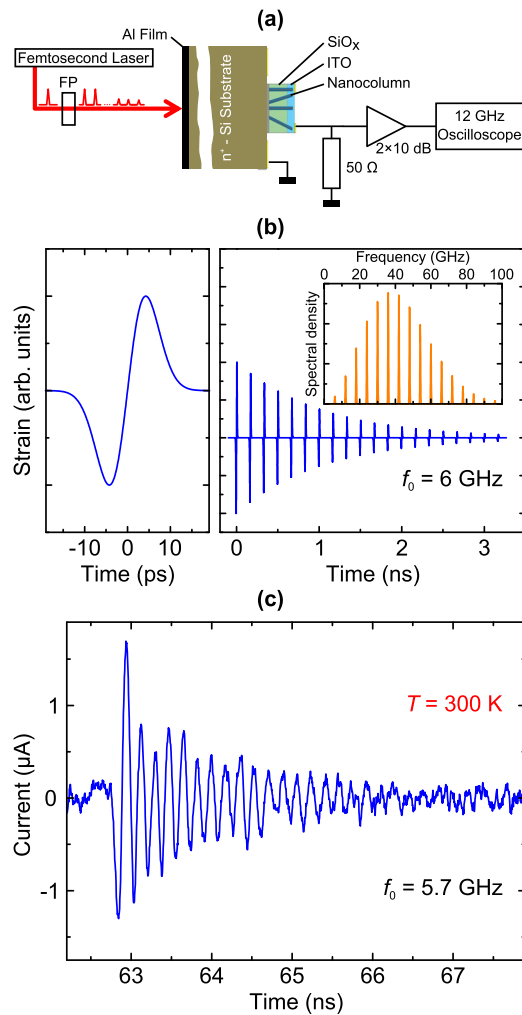 (a)
Al Film
SiOx
Femtosecond Laser
ITO
FP
Nanocolumn
n+ - Si Substrate
12 GHz
Oscilloscope
2×10 dB
50 Ω
(b)
Frequency (GHz)
0 20 40 60 80 100
Spectral density
Strain (arb. units)
f0 = 6 GHz
-10 0 10
0 1 2 3
Time (ps)
Time (ns)
(c)
T = 300 K
1
0
-1
Current (µA)
f0 = 5.7 GHz
63 64 65 66 67
Time (ns)